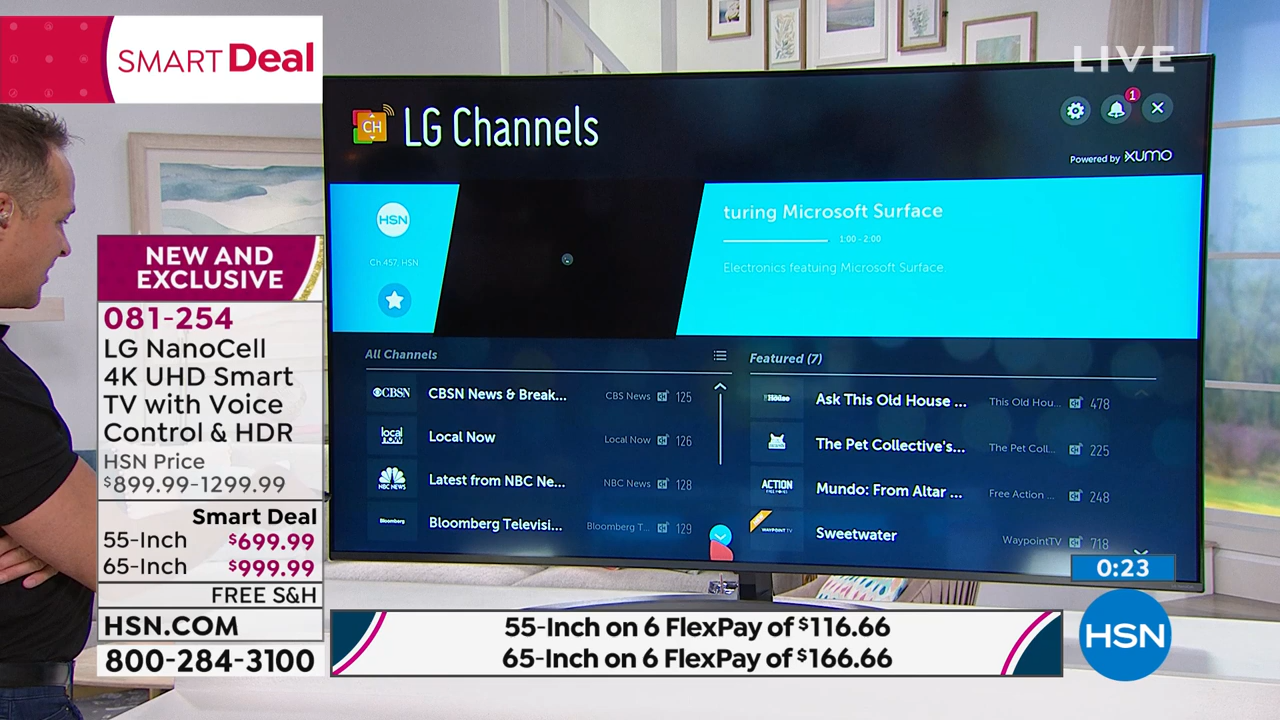 SMART Deal
LIVE
CH LG Channels
1
Powered by XUMO
HSN
Ch.457, HSN
turing Microsoft Surface
1:00 - 2:00
Electronics featuing Microsoft Surface.
All Channels
CBSN
CBSN News & Break... CBS News 125
local now
Local Now Local Now 126
NBC NEWS
Latest from NBC Ne... NBC News 128
Bloomberg
Bloomberg Televisi... Bloomberg T... 129
Featured (7)
Ask This Old House ... This Old Hou... 478
The Pet Collective's... The Pet Coll... 225
ACTION
FREE MOVIES
Mundo: From Altar ... Free Action ... 248
WAYPOINT TV
Sweetwater WaypointTV 718
NEW AND
EXCLUSIVE
081-254
LG NanoCell
4K UHD Smart
TV with Voice
Control & HDR
HSN Price
$899.99-1299.99
Smart Deal
55-Inch $699.99
65-Inch $999.99
FREE S&H
HSN.COM
800-284-3100
0:23
55-Inch on 6 FlexPay of $116.66
65-Inch on 6 FlexPay of $166.66
HSN